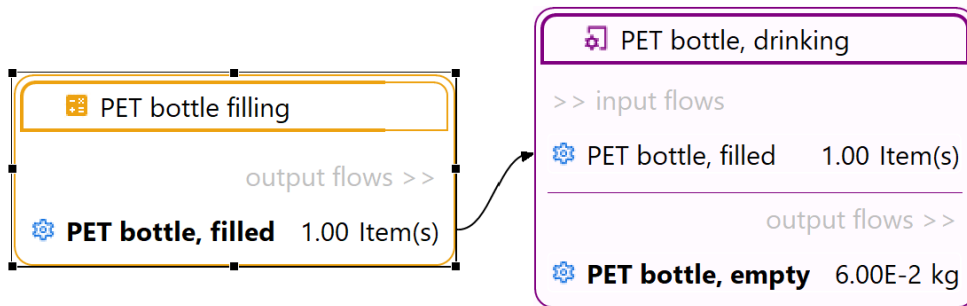 PET bottle filling
output flows >>
PET bottle, filled 1.00 Item(s)
PET bottle, drinking
>> input flows
PET bottle, filled 1.00 Item(s)
output flows >>
PET bottle, empty 6.00E-2 kg